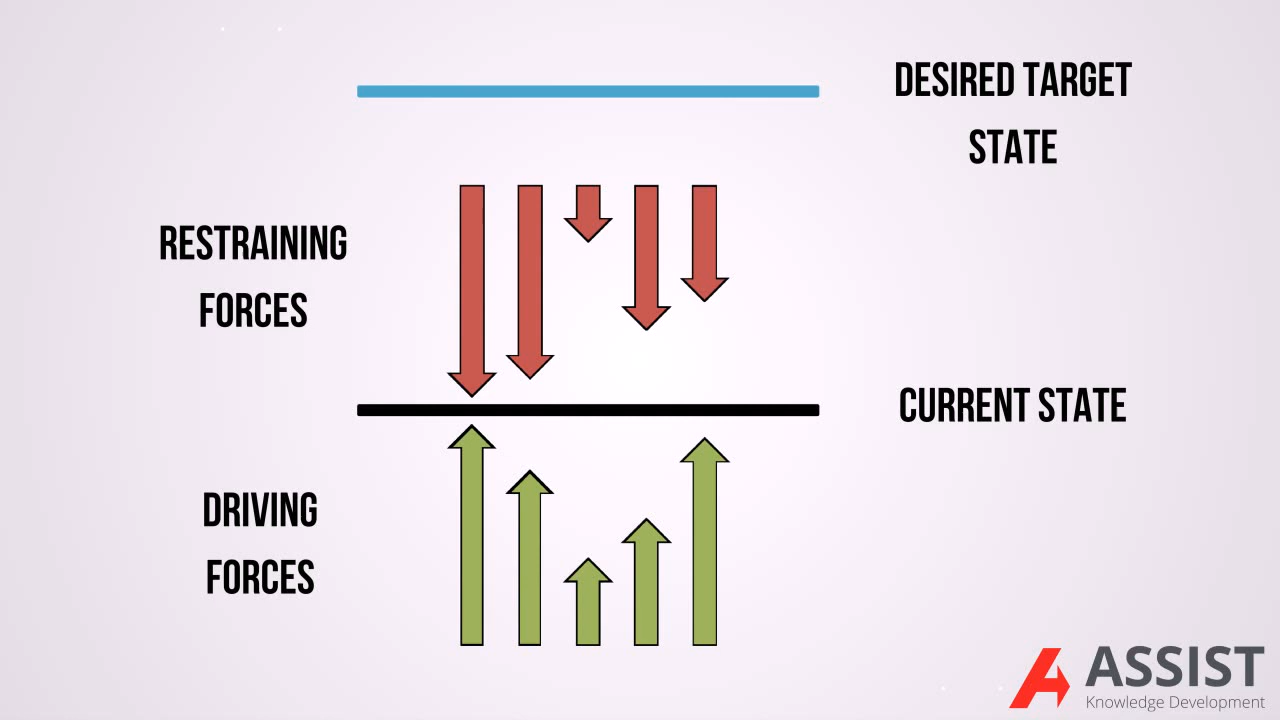 DESIRED TARGET
STATE
RESTRAINING
FORCES
CURRENT STATE
DRIVING
FORCES
ASSIST
Knowledge Development